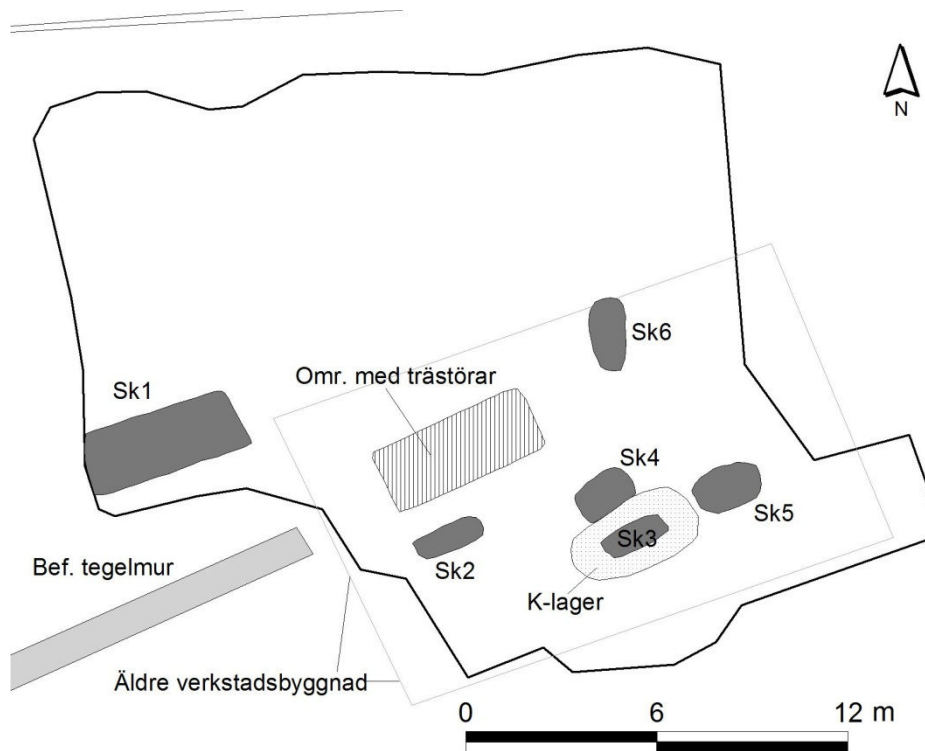 N
Sk6
Omr. med trästörar
Sk1
Sk4
Sk5
Sk3
Sk2
Bef. tegelmur
K-lager
Äldre verkstadsbyggnad
0 6 12 m